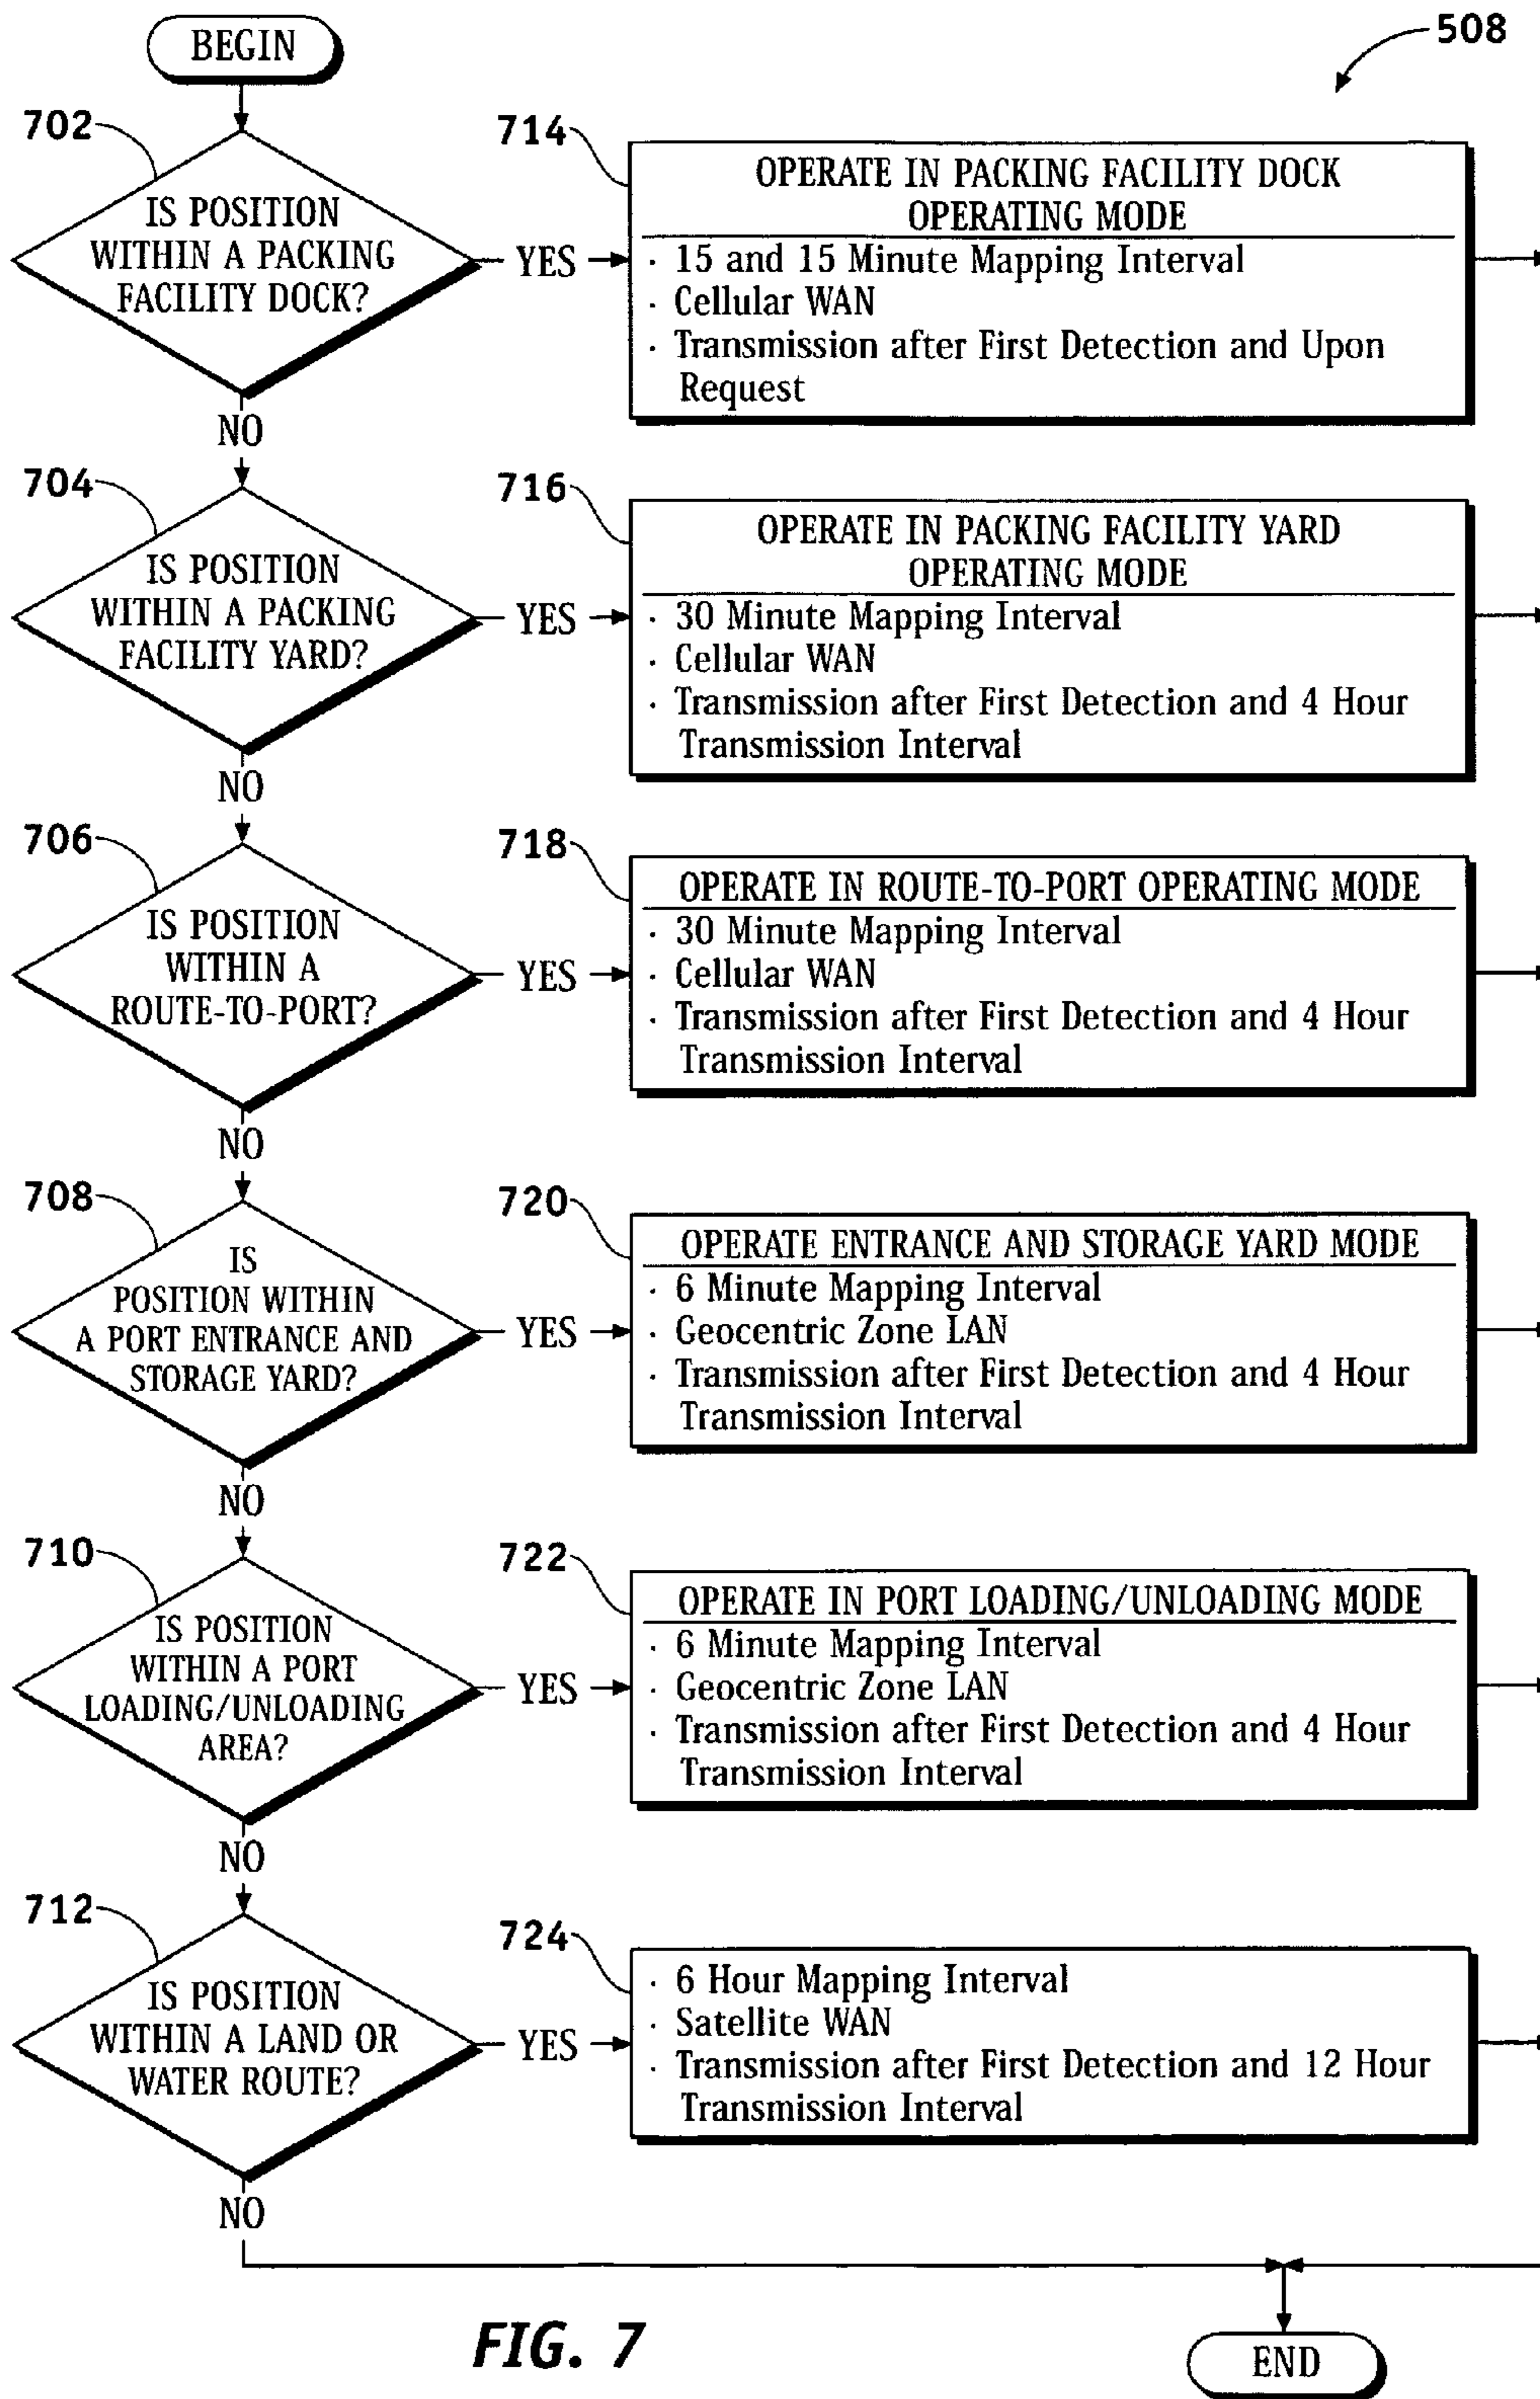 BEGIN
508
702
IS POSITION
WITHIN A PACKING
FACILITY DOCK?
YES
714
OPERATE IN PACKING FACILITY DOCK
OPERATING MODE
· 15 and 15 Minute Mapping Interval
· Cellular WAN
· Transmission after First Detection and Upon
Request
NO
704
IS POSITION
WITHIN A PACKING
FACILITY YARD?
YES
716
OPERATE IN PACKING FACILITY YARD
OPERATING MODE
· 30 Minute Mapping Interval
· Cellular WAN
· Transmission after First Detection and 4 Hour
Transmission Interval
NO
706
IS POSITION
WITHIN A
ROUTE-TO-PORT?
YES
718
OPERATE IN ROUTE-TO-PORT OPERATING MODE
· 30 Minute Mapping Interval
· Cellular WAN
· Transmission after First Detection and 4 Hour
Transmission Interval
NO
708
IS
POSITION WITHIN
A PORT ENTRANCE AND
STORAGE YARD?
YES
720
OPERATE ENTRANCE AND STORAGE YARD MODE
· 6 Minute Mapping Interval
· Geocentric Zone LAN
· Transmission after First Detection and 4 Hour
Transmission Interval
NO
710
IS POSITION
WITHIN A PORT
LOADING/UNLOADING
AREA?
YES
722
OPERATE IN PORT LOADING/UNLOADING MODE
· 6 Minute Mapping Interval
· Geocentric Zone LAN
· Transmission after First Detection and 4 Hour
Transmission Interval
NO
712
IS POSITION
WITHIN A LAND OR
WATER ROUTE?
YES
724
· 6 Hour Mapping Interval
· Satellite WAN
· Transmission after First Detection and 12 Hour
Transmission Interval
NO
FIG. 7
END